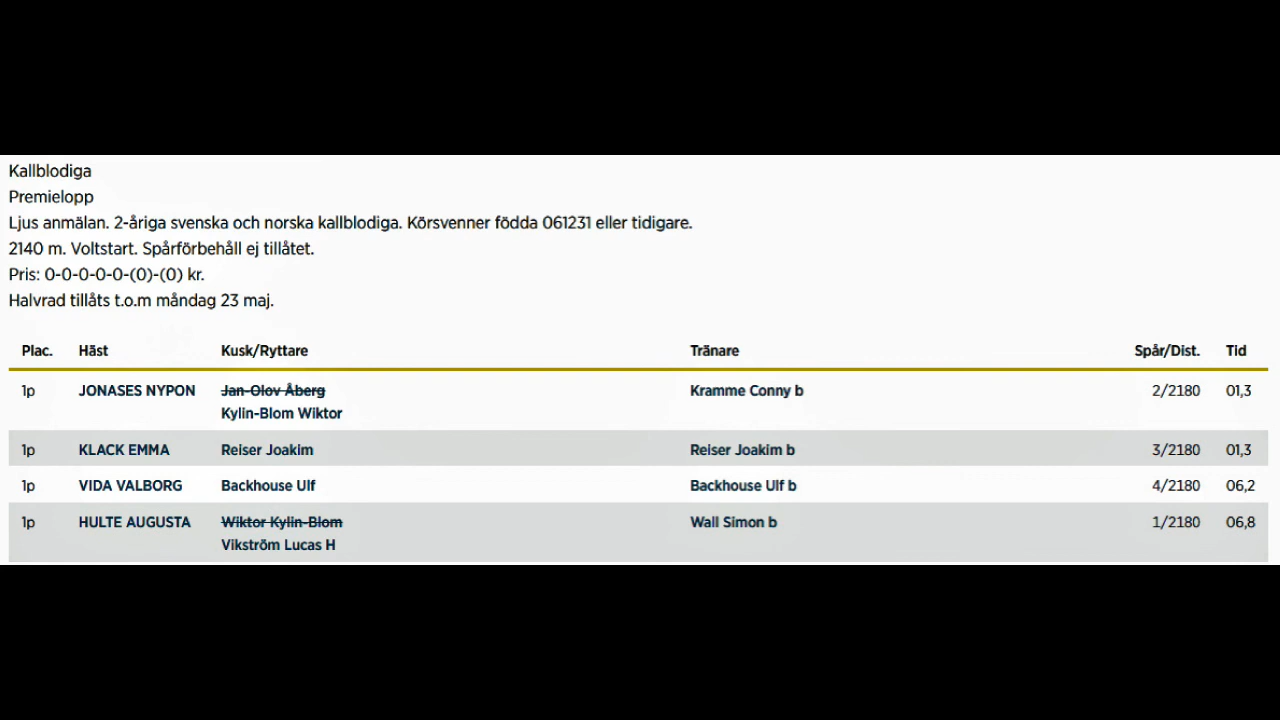 Kallblodiga
Premielopp
Ljus anmälan. 2-åriga svenska och norska kallblodiga. Körsvenner födda 061231 eller tidigare.
2140 m. Voltstart. Spårförbehåll ej tillåtet.
Pris: 0-0-0-0-0-(0)-(0) kr.
Halvrad tillåts t.o.m måndag 23 maj.
Plac. Häst Kusk/Ryttare Tränare Spår/Dist. Tid
1p JONASES NYPON Jan-Olov Åberg Kramme Conny b 2/2180 01,3
Kylin-Blom Wiktor
1p KLACK EMMA Reiser Joakim Reiser Joakim b 3/2180 01,3
1p VIDA VALBORG Backhouse Ulf Backhouse Ulf b 4/2180 06,2
1p HULTE AUGUSTA Wiktor Kylin-Blom Wall Simon b 1/2180 06,8
Vikström Lucas H